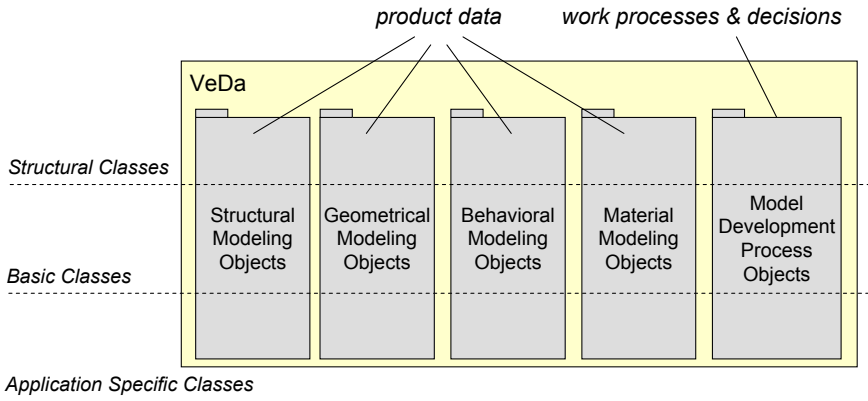 product data
work processes & decisions
VeDa
Structural Classes
Structural
Modeling
Objects
Geometrical
Modeling
Objects
Behavioral
Modeling
Objects
Material
Modeling
Objects
Model
Development
Process
Objects
Basic Classes
Application Specific Classes